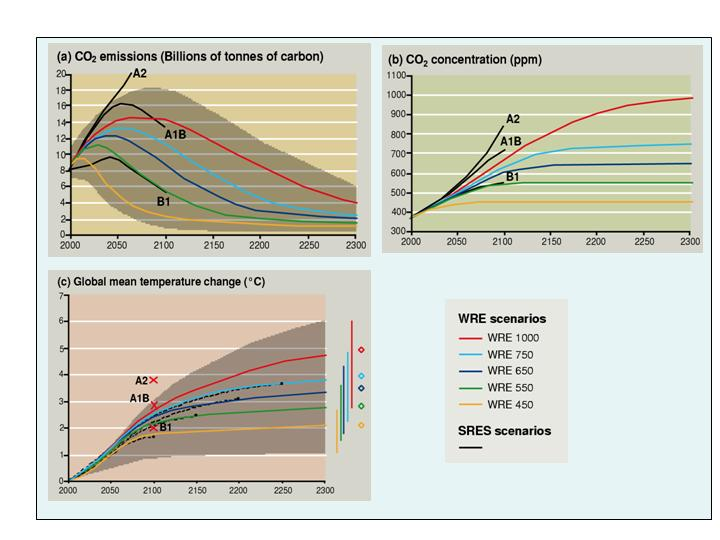 (a) CO₂ emissions (Billions of tonnes of carbon)
20
18
16
14
12
10
8
6
4
2
0
A2
A1B
B1
2000 2050 2100 2150 2200 2250 2300
(b) CO₂ concentration (ppm)
1100
1000
900
800
700
600
500
400
300
A2
A1B
B1
2000 2050 2100 2150 2200 2250 2300
(c) Global mean temperature change (°C)
7
6
5
4
3
2
1
0
A2
A1B
B1
2000 2050 2100 2150 2200 2250 2300
WRE scenarios
WRE 1000
WRE 750
WRE 650
WRE 550
WRE 450
SRES scenarios